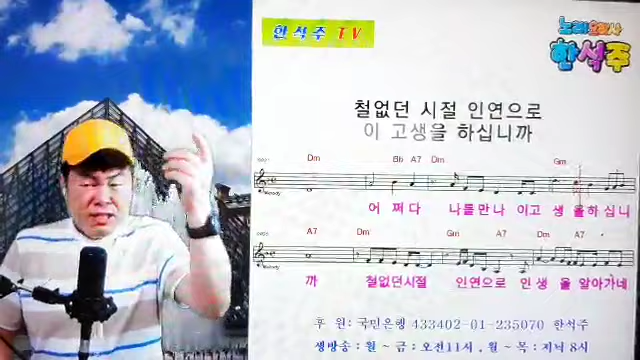 한석주 TV
노래강사
한석주
철없던 시절 인연으로
이 고생을 하십니까
Dm Bb A7 Dm Gm
어 쩌다 나를만나 이고 생 을하 십니
A7 Dm Gm A7 Dm A7
까 철없던시절 인연으로 인 생 을 알아가네
후 원: 국민은행 433402-01-235070 한석주
생방송 : 월 ~ 금 : 오전11시 , 월 ~ 목 : 저녁 8시